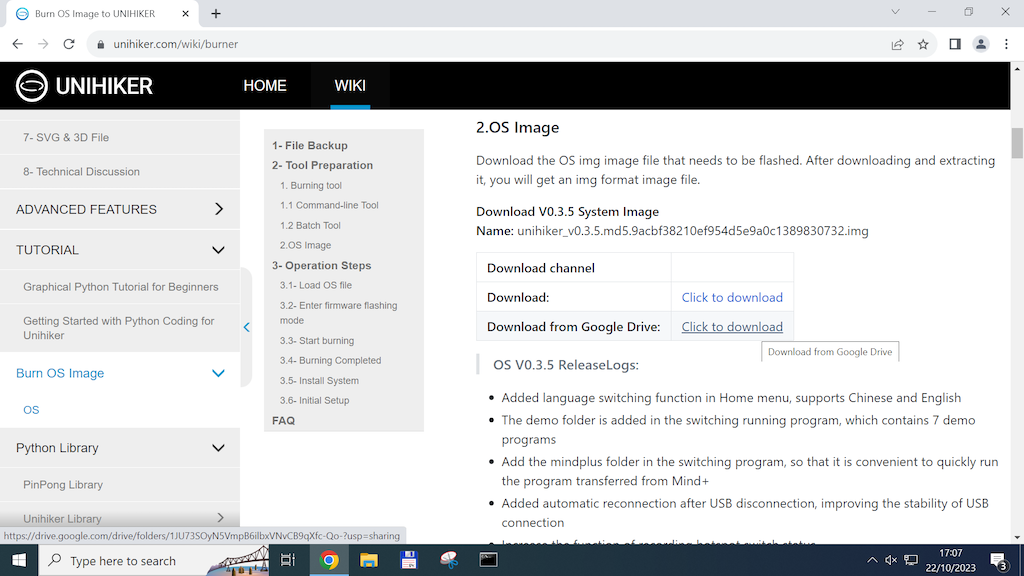 Burn OS Image to UNIHIKER
unihiker.com/wiki/burner
UNIHIKER
HOME
WIKI
7- SVG & 3D File
8- Technical Discussion
ADVANCED FEATURES
TUTORIAL
Graphical Python Tutorial for Beginners
Getting Started with Python Coding for
Unihiker
Burn OS Image
OS
Python Library
PinPong Library
Unihiker Library
1- File Backup
2- Tool Preparation
1. Burning tool
1.1 Command-line Tool
1.2 Batch Tool
2.OS Image
3- Operation Steps
3.1- Load OS file
3.2- Enter firmware flashing
mode
3.3- Start burning
3.4- Burning Completed
3.5- Install System
3.6- Initial Setup
FAQ
2.OS Image
Download the OS img image file that needs to be flashed. After downloading and extracting
it, you will get an img format image file.
Download V0.3.5 System Image
Name: unihiker_v0.3.5.md5.9acbf38210ef954d5e9a0c1389830732.img
Download channel
Download: Click to download
Download from Google Drive: Click to download
Download from Google Drive
OS V0.3.5 ReleaseLogs:
• Added language switching function in Home menu, supports Chinese and English
• The demo folder is added in the switching running program, which contains 7 demo
programs
• Add the mindplus folder in the switching program, so that it is convenient to quickly run
the program transferred from Mind+
• Added automatic reconnection after USB disconnection, improving the stability of USB
connection
• Increase the function of recording hotspot switch status
https://drive.google.com/drive/folders/1JU73SOyN5VmpB6ilbxVNvCB9qXfc-Qo-?usp=sharing
Type here to search
17:07
22/10/2023
3